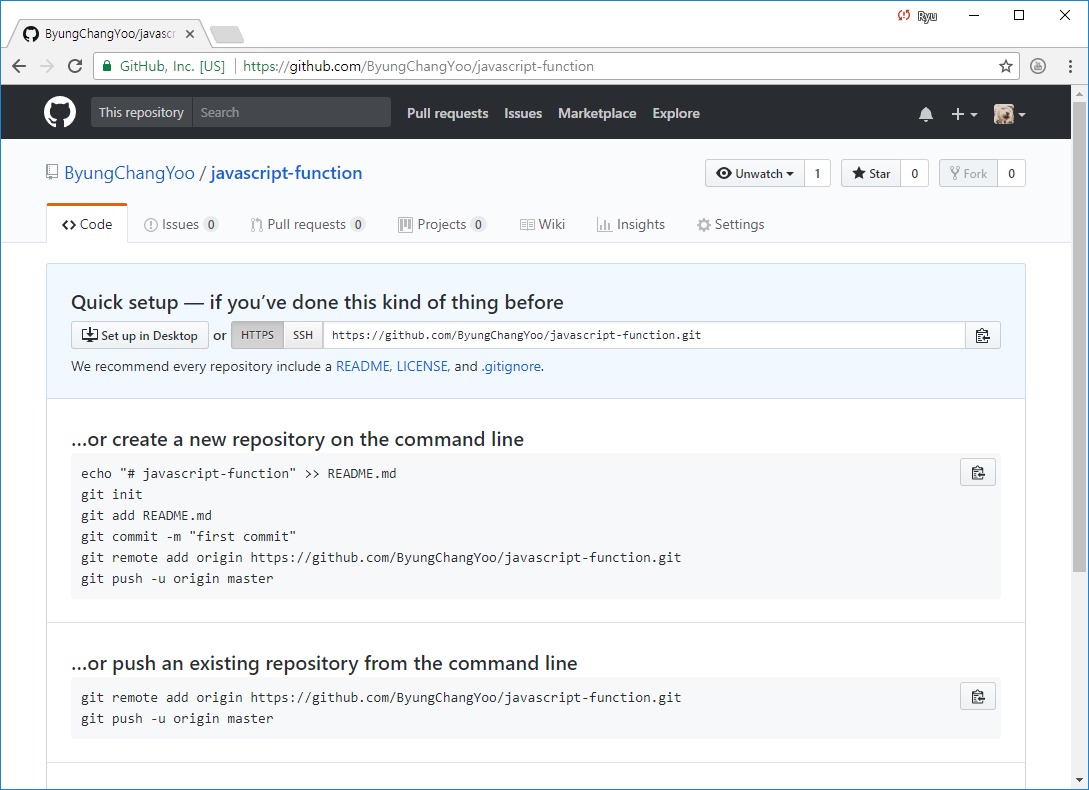 Ryu
ByungChangYoo/javasc
GitHub, Inc. [US] https://github.com/ByungChangYoo/javascript-function
This repository Search Pull requests Issues Marketplace Explore
ByungChangYoo / javascript-function Unwatch 1 Star 0 Fork 0
Code Issues 0 Pull requests 0 Projects 0 Wiki Insights Settings
Quick setup — if you’ve done this kind of thing before
Set up in Desktop or HTTPS SSH https://github.com/ByungChangYoo/javascript-function.git
We recommend every repository include a README, LICENSE, and .gitignore.
…or create a new repository on the command line
echo "# javascript-function" >> README.md
git init
git add README.md
git commit -m "first commit"
git remote add origin https://github.com/ByungChangYoo/javascript-function.git
git push -u origin master
…or push an existing repository from the command line
git remote add origin https://github.com/ByungChangYoo/javascript-function.git
git push -u origin master